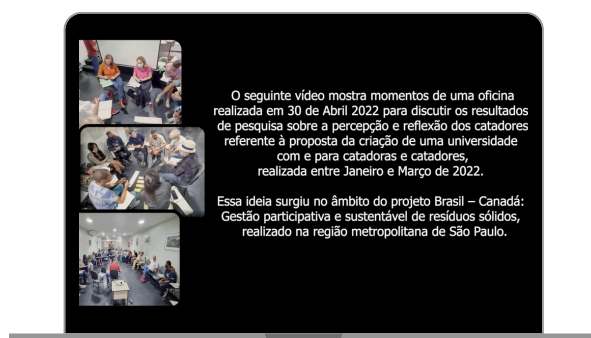 O seguinte vídeo mostra momentos de uma oficina
realizada em 30 de Abril 2022 para discutir os resultados
de pesquisa sobre a percepção e reflexão dos catadores
referente à proposta da criação de uma universidade
com e para catadoras e catadores,
realizada entre Janeiro e Março de 2022.
Essa ideia surgiu no âmbito do projeto Brasil – Canadá:
Gestão participativa e sustentável de resíduos sólidos,
realizado na região metropolitana de São Paulo.